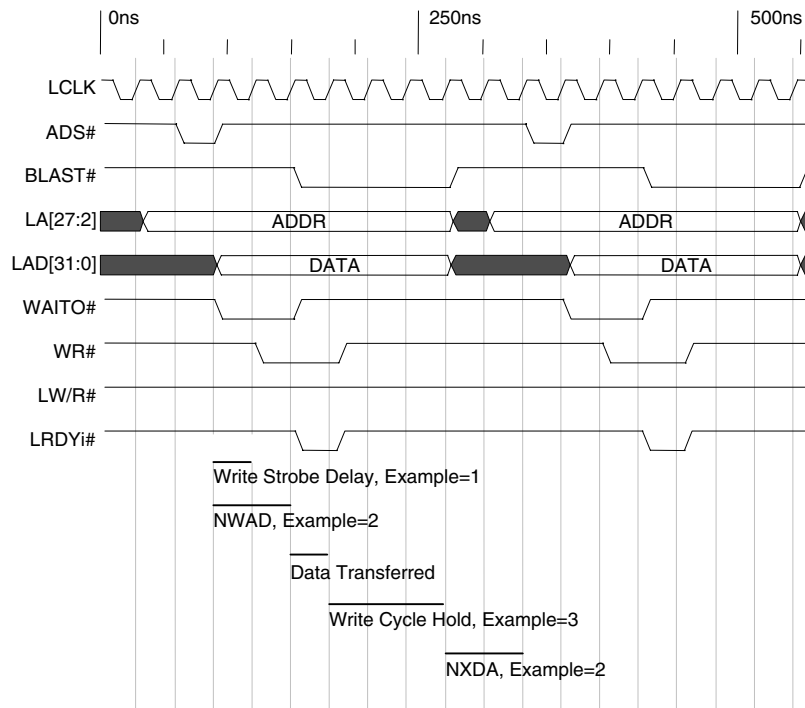 0ns 250ns 500ns
LCLK
ADS#
BLAST#
LA[27:2] ADDR ADDR
LAD[31:0] DATA DATA
WAITO#
WR#
LW/R#
LRDYi#
Write Strobe Delay, Example=1
NWAD, Example=2
Data Transferred
Write Cycle Hold, Example=3
NXDA, Example=2